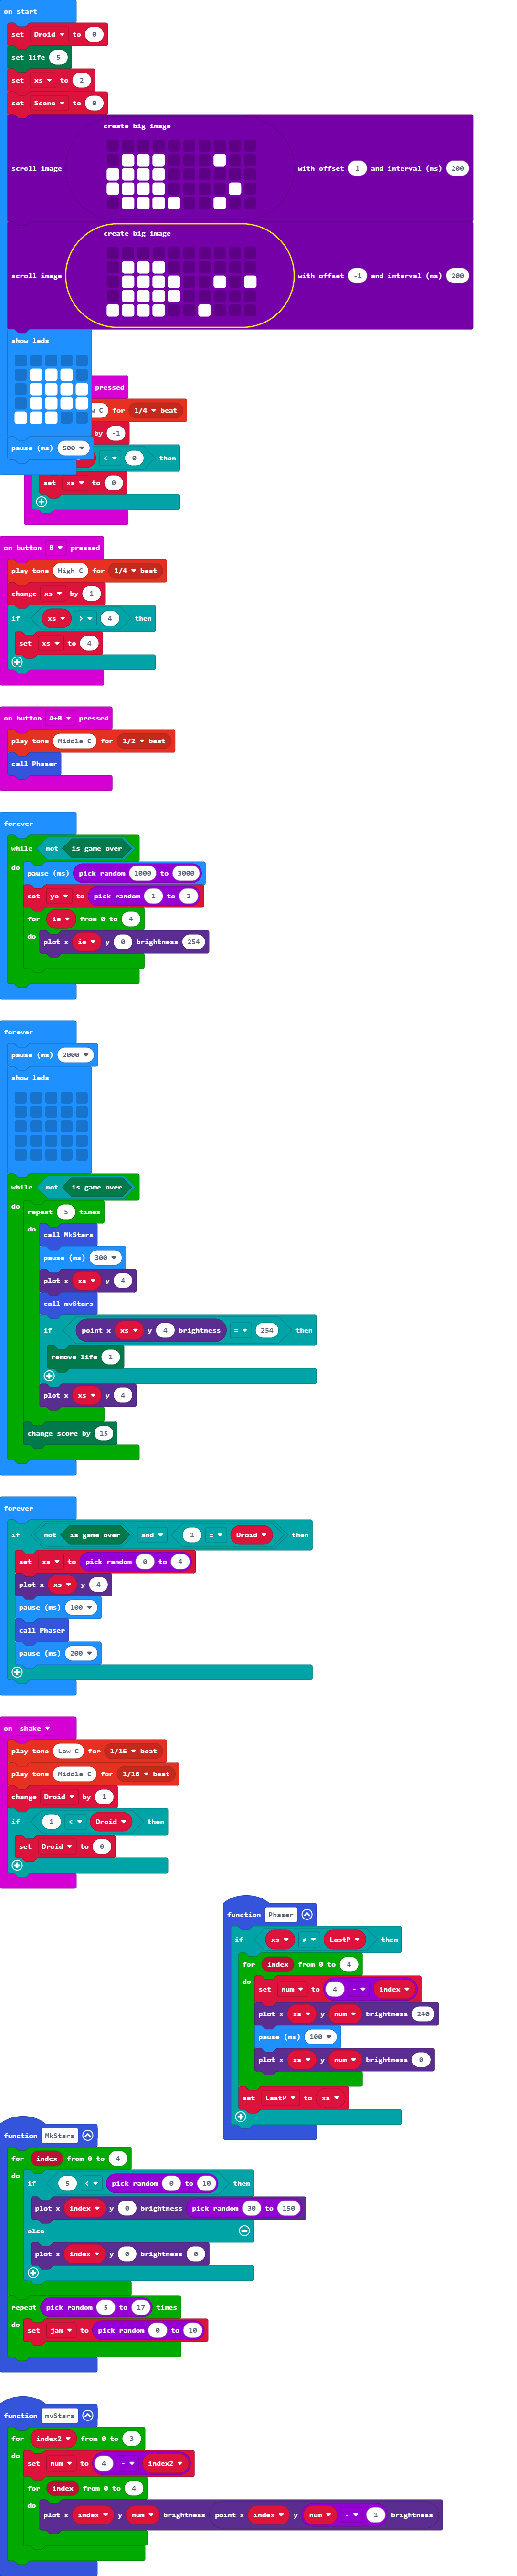 on start
set Droid to 0
set life 5
set xs to 2
set Scene to 0
create big image
scroll image with offset 1 and interval (ms) 200
create big image
scroll image with offset -1 and interval (ms) 200
show leds
pressed
C for 1/4 beat
by -1
pause (ms) 500
< 0 then
set xs to 0
on button B pressed
play tone High C for 1/4 beat
change xs by 1
if xs > 4 then
set xs to 4
on button A+B pressed
play tone Middle C for 1/2 beat
call Phaser
forever
while not is game over
do pause (ms) pick random 1000 to 3000
set ye to pick random 1 to 2
for ie from 0 to 4
do plot x ie y 0 brightness 254
forever
pause (ms) 2000
show leds
while not is game over
do repeat 5 times
do call MkStars
pause (ms) 300
plot x xs y 4
call mvStars
if point x xs y 4 brightness = 254 then
remove life 1
plot x xs y 4
change score by 15
forever
if not is game over and 1 = Droid then
set xs to pick random 0 to 4
plot x xs y 4
pause (ms) 100
call Phaser
pause (ms) 200
on shake
play tone Low C for 1/16 beat
play tone Middle C for 1/16 beat
change Droid by 1
if 1 < Droid then
set Droid to 0
function Phaser
if xs ≠ LastP then
for index from 0 to 4
do set num to 4 - index
plot x xs y num brightness 240
pause (ms) 100
plot x xs y num brightness 0
set LastP to xs
function MkStars
for index from 0 to 4
do if 5 < pick random 0 to 10 then
plot x index y 0 brightness pick random 30 to 150
else
plot x index y 0 brightness 0
repeat pick random 5 to 17 times
do set jam to pick random 0 to 10
function mvStars
for index2 from 0 to 3
do set num to 4 - index2
for index from 0 to 4
do plot x index y num brightness point x index y num - 1 brightness